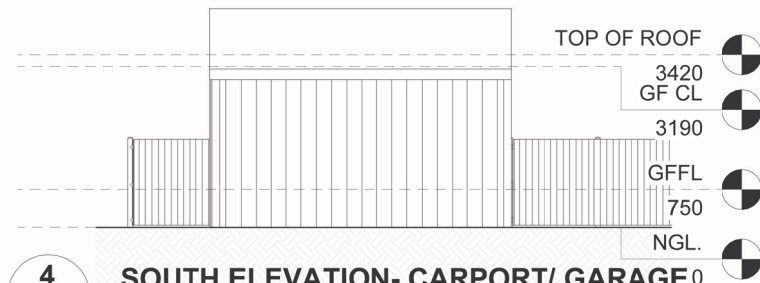 TOP OF ROOF
3420
GF CL
3190
GFFL
750
NGL.
0
4
SOUTH ELEVATION- CARPORT/ GARAGE